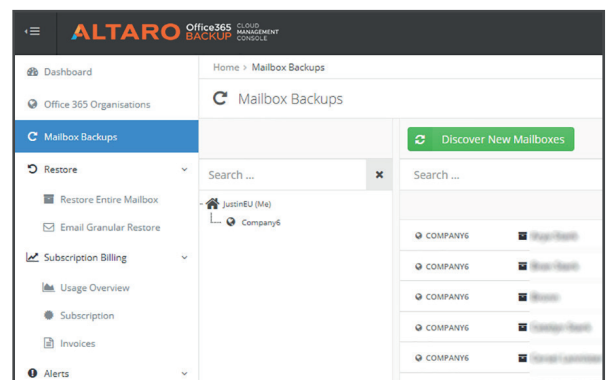 ALTARO Office365 BACKUP CLOUD MANAGEMENT CONSOLE
Dashboard
Office 365 Organisations
Mailbox Backups
Restore
Restore Entire Mailbox
Email Granular Restore
Subscription Billing
Usage Overview
Subscription
Invoices
Alerts
Home > Mailbox Backups
Mailbox Backups
Search ...
JustinEU (Me)
Company6
Discover New Mailboxes
Search ...
COMPANY6
COMPANY6
COMPANY6
COMPANY6
COMPANY6